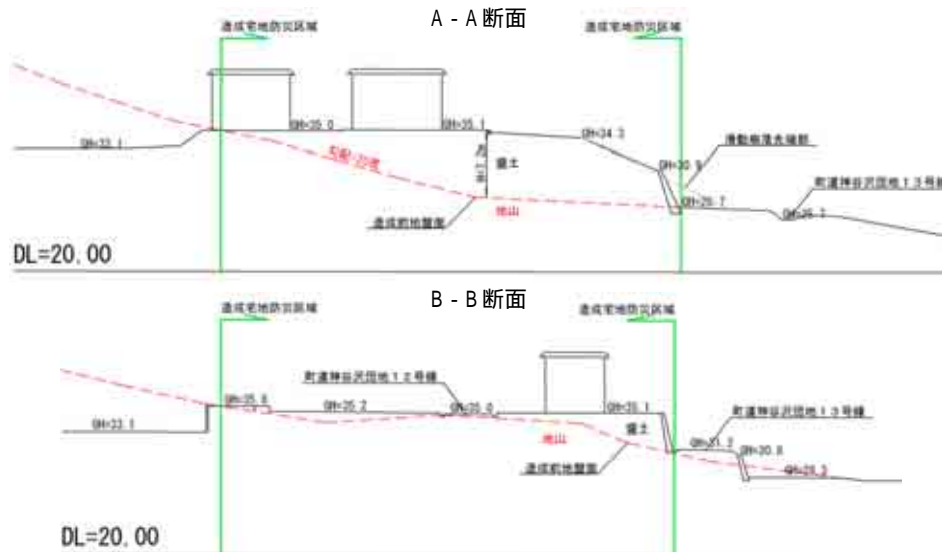 A - A断面
造成宅地防災区域
造成宅地防災区域
GH=33.1
GH=35.0
GH=35.1
GH=34.3
盛土
GH=30.9
滑動崩落先端部
町道神谷沢団地13号線
造成前地盤面
地山
DL=20.00
B - B断面
造成宅地防災区域
造成宅地防災区域
町道神谷沢団地12号線
GH=33.1
GH=35.2
GH=35.0
GH=35.1
町道神谷沢団地13号線
盛土
地山
造成前地盤面
GH=31.2
DL=20.00